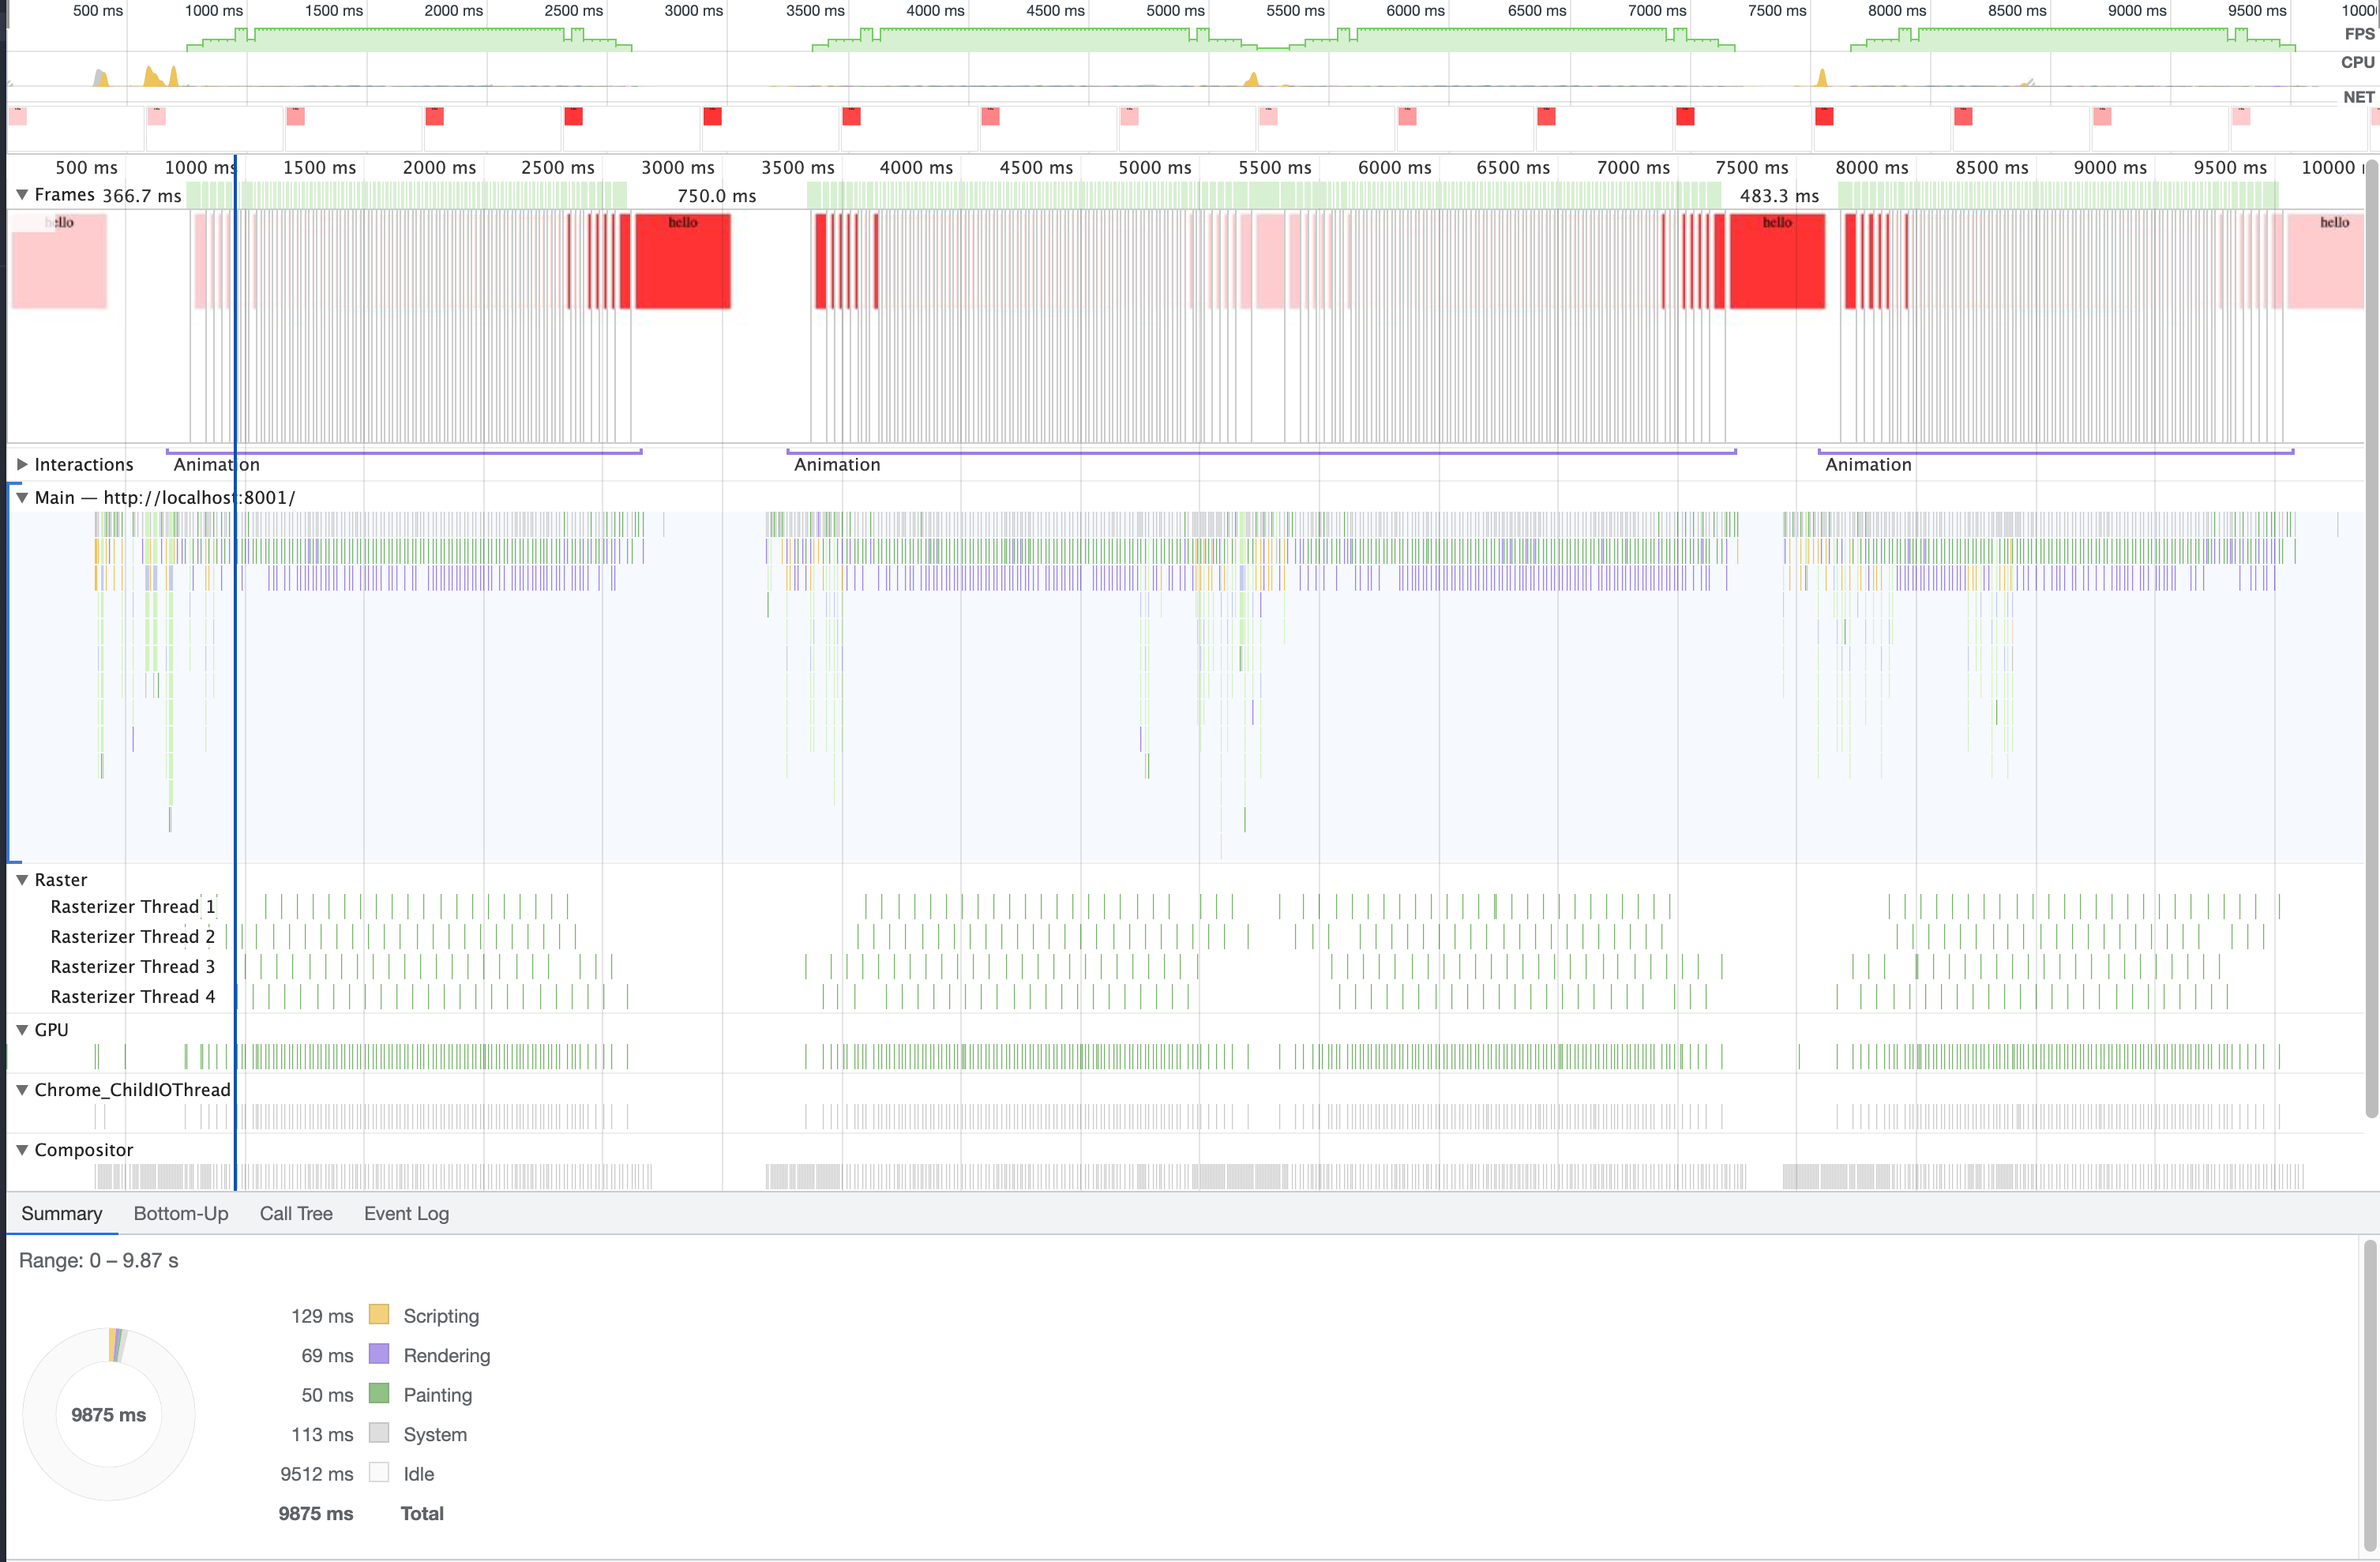 500 ms 1000 ms 1500 ms 2000 ms 2500 ms 3000 ms 3500 ms 4000 ms 4500 ms 5000 ms 5500 ms 6000 ms 6500 ms 7000 ms 7500 ms 8000 ms 8500 ms 9000 ms 9500 ms 1000
FPS
CPU
NET
500 ms 1000 ms 1500 ms 2000 ms 2500 ms 3000 ms 3500 ms 4000 ms 4500 ms 5000 ms 5500 ms 6000 ms 6500 ms 7000 ms 7500 ms 8000 ms 8500 ms 9000 ms 9500 ms 10000
Frames 366.7 ms 750.0 ms 483.3 ms
hello hello hello hello
Interactions Animation Animation Animation
Main — http://localhost:8001/
Raster
Rasterizer Thread 1
Rasterizer Thread 2
Rasterizer Thread 3
Rasterizer Thread 4
GPU
Chrome_ChildIOThread
Compositor
Summary Bottom-Up Call Tree Event Log
Range: 0 – 9.87 s
129 ms Scripting
69 ms Rendering
50 ms Painting
9875 ms
113 ms System
9512 ms Idle
9875 ms Total